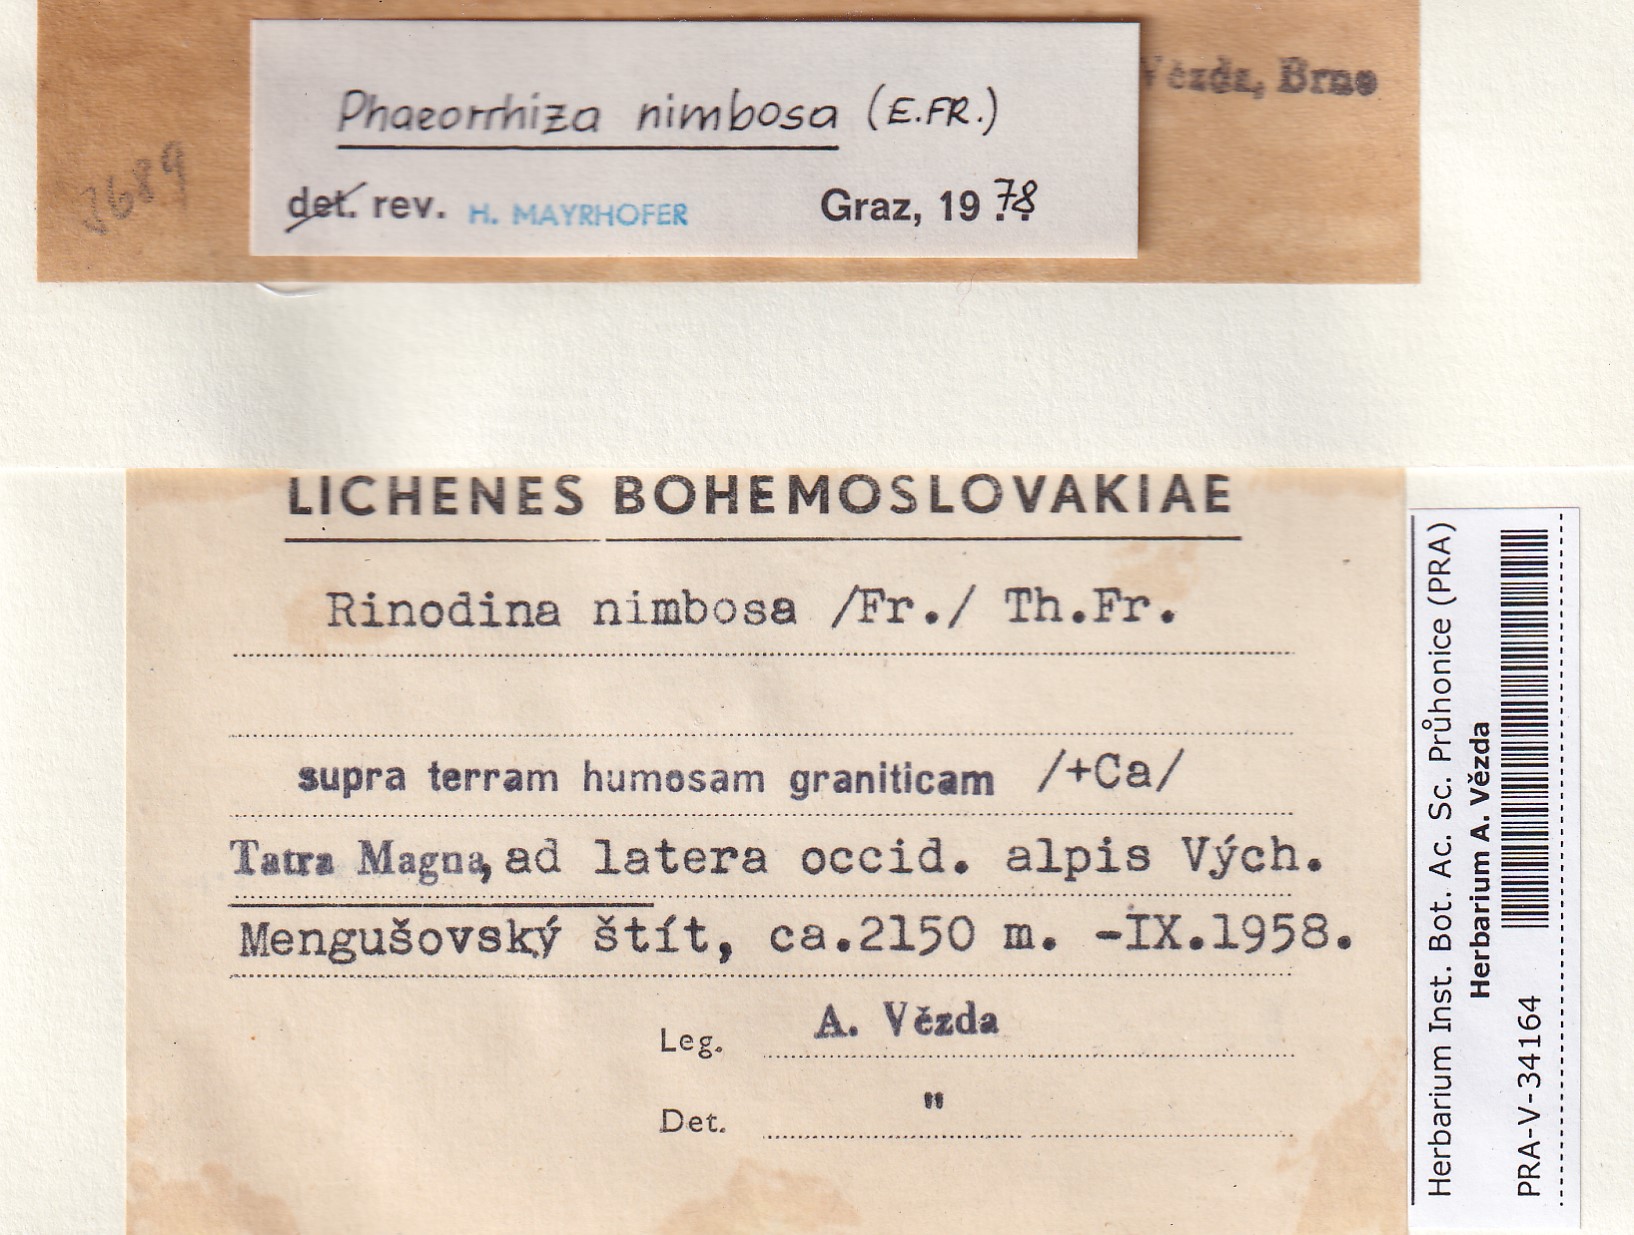 Vězda, Brno
Phaeorrhiza nimbosa (E.FR.)
det. rev. H. MAYRHOFER Graz, 19 78
LICHENES BOHEMOSLOVAKIAE
Rinodina nimbosa /Fr./ Th.Fr.
supra terram humosam graniticam /+Ca/
Tatra Magna, ad latera occid. alpis Vých.
Mengušovský štít, ca.2150 m. -IX.1958.
Leg. A. Vězda
Det. "
Herbarium Inst. Bot. Ac. Sc. Průhonice (PRA)
Herbarium A. Vězda
PRA-V-34164